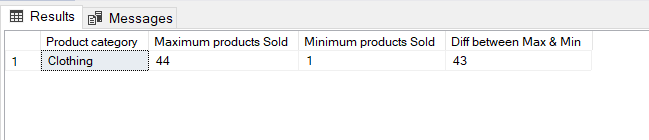 Results Messages
Product category Maximum products Sold Minimum products Sold Diff between Max & Min
1 Clothing 44 1 43